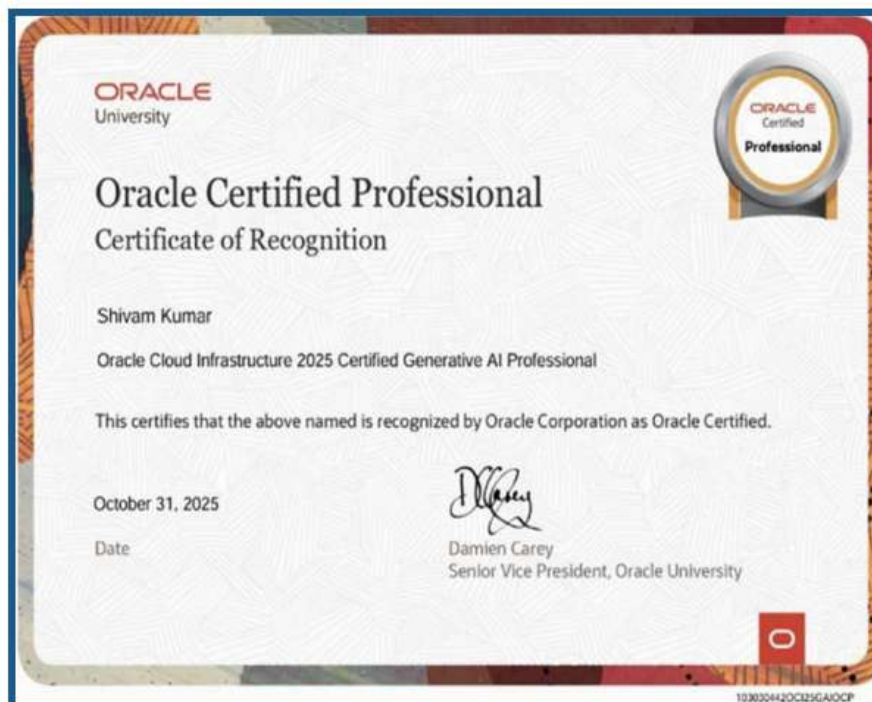 ORACLE
University
ORACLE
Certified
Professional
Oracle Certified Professional
Certificate of Recognition
Shivam Kumar
Oracle Cloud Infrastructure 2025 Certified Generative AI Professional
This certifies that the above named is recognized by Oracle Corporation as Oracle Certified.
October 31, 2025
Date
Damien Carey
Senior Vice President, Oracle University
103030442OCI25GAIOCP